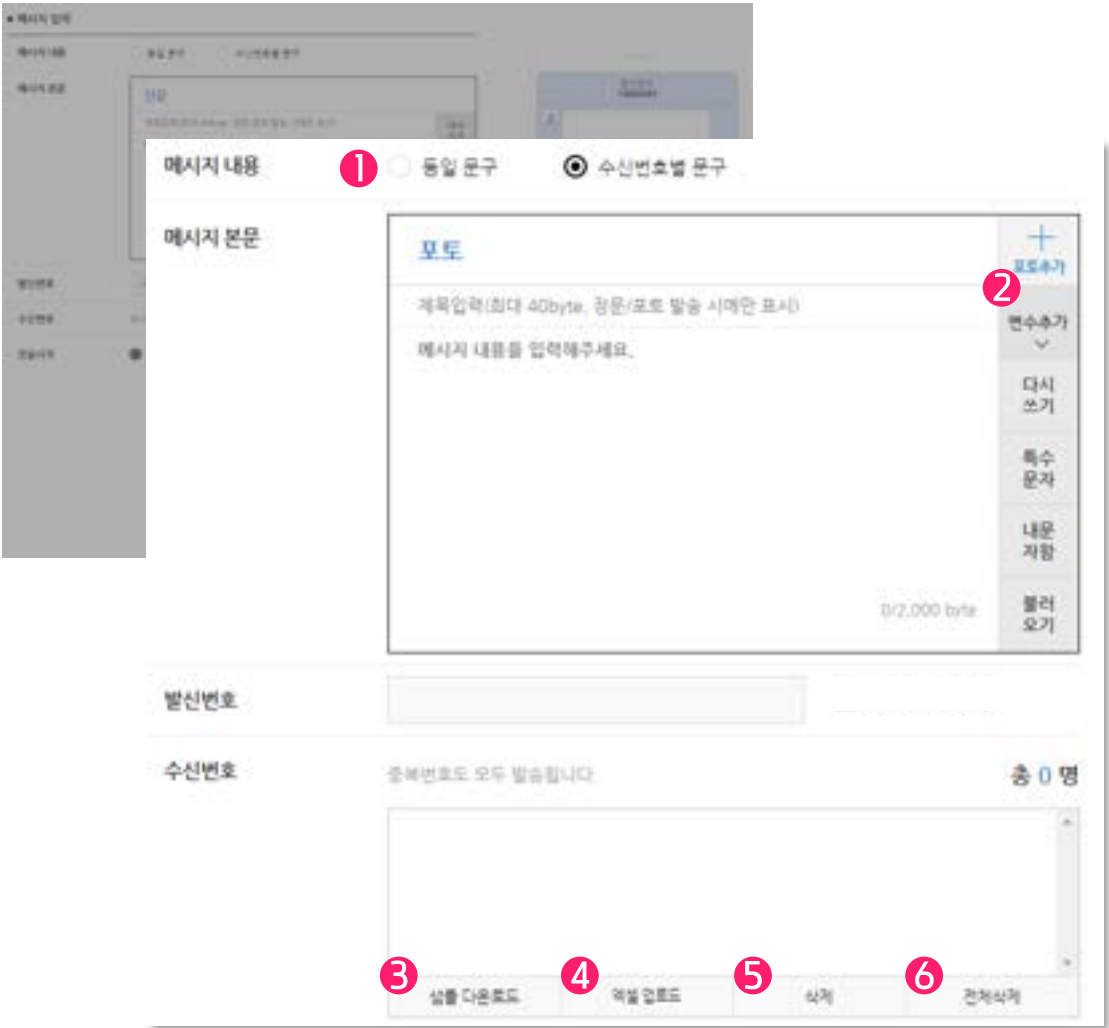 메시지 내용
1
동일 문구
수신번호별 문구
메시지 본문
포토
포토추가
2
제목입력(최대 40byte, 장문/포토 발송 시에만 표시)
변수추가
메시지 내용을 입력해주세요.
다시
쓰기
특수
문자
내문
자함
0/2,000 byte
불러
오기
발신번호
수신번호
중복번호도 모두 발송됩니다
총 0 명
3
샘플 다운로드
4
엑셀 업로드
5
삭제
6
전체삭제